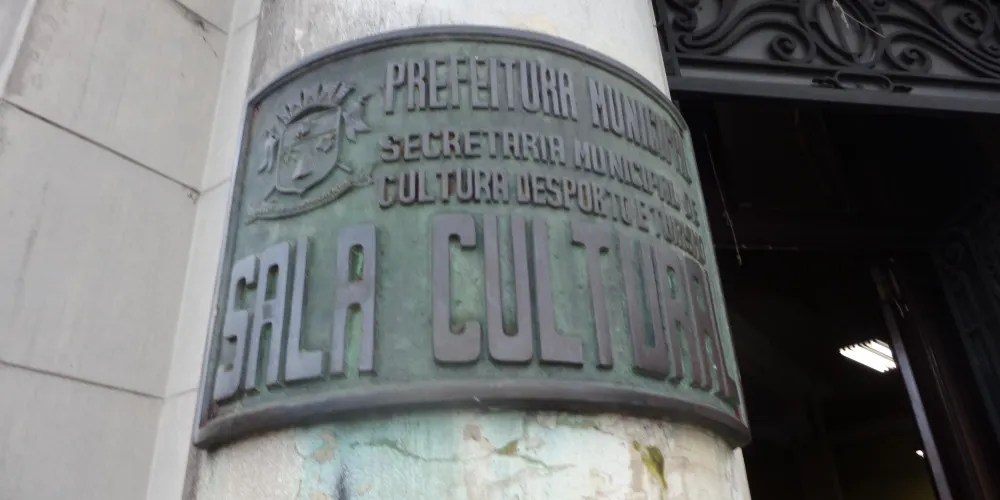 PREFEITURA MUNICIPAL
SECRETARIA MUNICIPAL DE
CULTURA DESPORTO E TURISMO
SALA CULTURAL